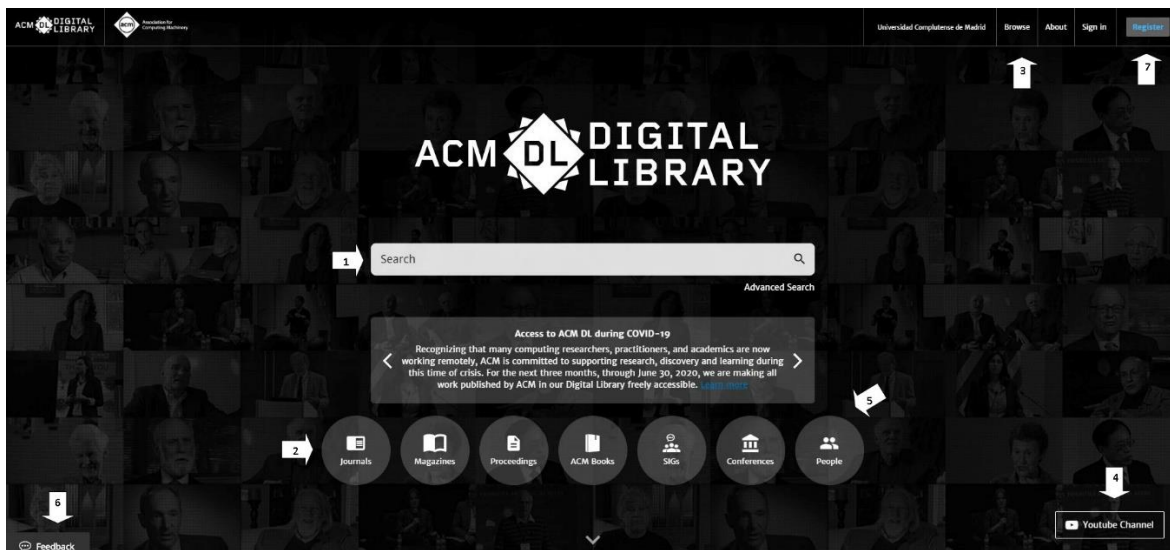 ACM DL DIGITAL LIBRARY
acm Association for Computing Machinery
Universidad Complutense de Madrid
Browse
About
Sign in
Register
3
7
ACM DL DIGITAL
LIBRARY
1
Search
Advanced Search
Access to ACM DL during COVID-19
Recognizing that many computing researchers, practitioners, and academics are now
working remotely, ACM is committed to supporting research, discovery and learning during
this time of crisis. For the next three months, through June 30, 2020, we are making all
work published by ACM in our Digital Library freely accessible. Learn more
5
2
Journals
Magazines
Proceedings
ACM Books
SIGs
Conferences
People
4
6
Youtube Channel
Feedback